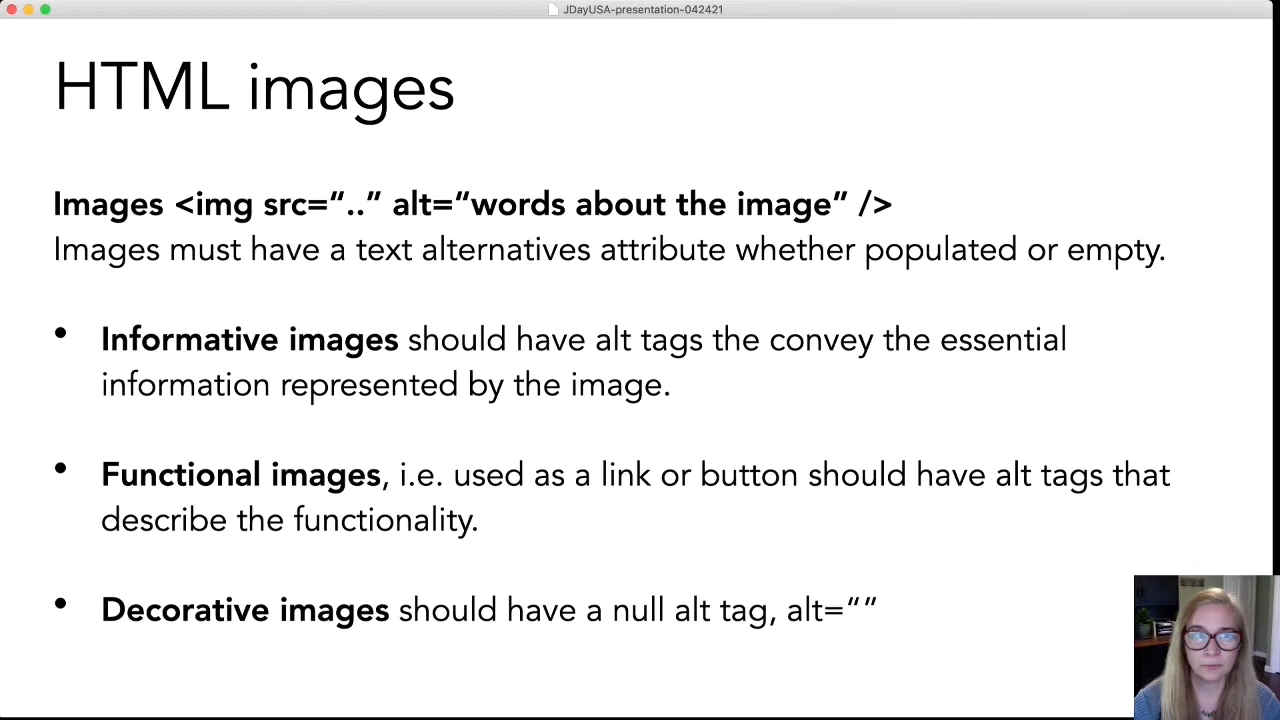 JDayUSA-presentation-042421
HTML images
Images <img src=“..” alt=“words about the image” />
Images must have a text alternatives attribute whether populated or empty.
• Informative images should have alt tags the convey the essential
information represented by the image.
• Functional images, i.e. used as a link or button should have alt tags that
describe the functionality.
• Decorative images should have a null alt tag, alt=“”